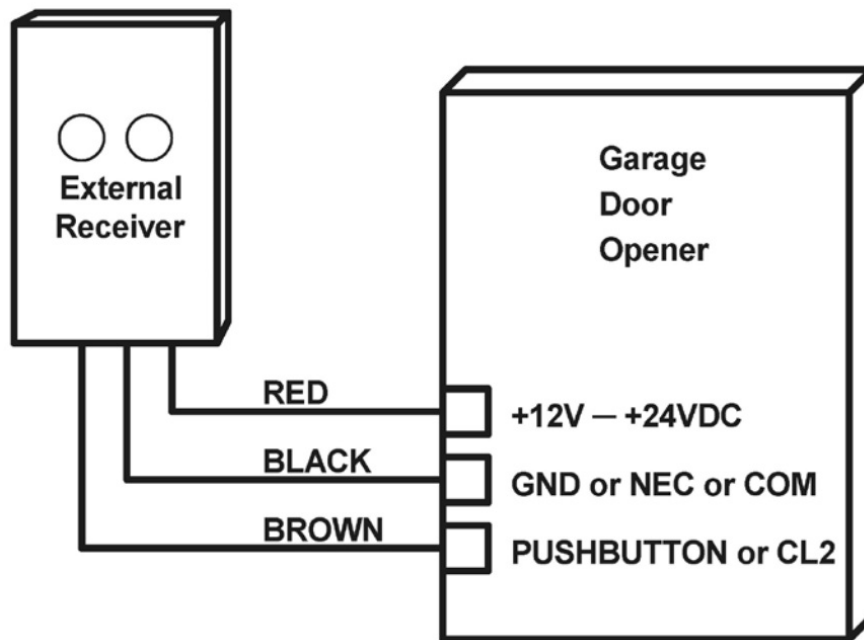 External
Receiver
Garage
Door
Opener
RED
+12V — +24VDC
BLACK
GND or NEC or COM
BROWN
PUSHBUTTON or CL2